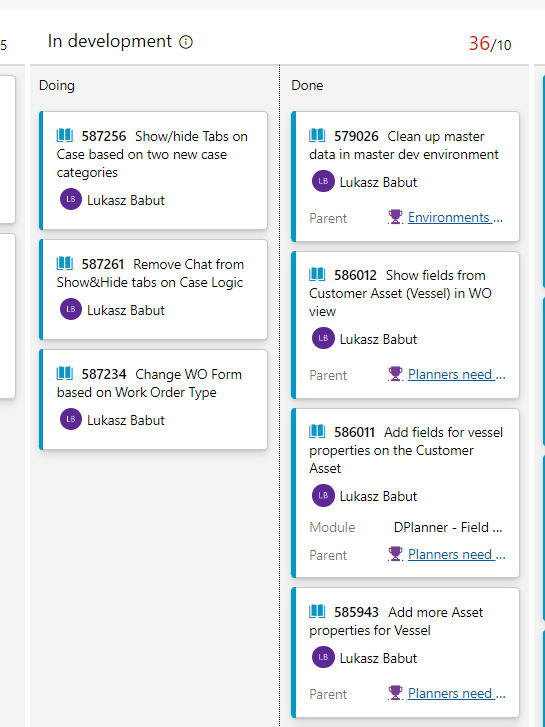 5
In development
36/10
Doing
587256 Show/hide Tabs on
Case based on two new case
categories
LB Lukasz Babut
587261 Remove Chat from
Show&Hide tabs on Case Logic
LB Lukasz Babut
587234 Change WO Form
based on Work Order Type
LB Lukasz Babut
Done
579026 Clean up master
data in master dev environment
LB Lukasz Babut
Parent Environments ...
586012 Show fields from
Customer Asset (Vessel) in WO
view
LB Lukasz Babut
Parent Planners need ...
586011 Add fields for vessel
properties on the Customer
Asset
LB Lukasz Babut
Module DPlanner - Field ...
Parent Planners need ...
585943 Add more Asset
properties for Vessel
LB Lukasz Babut
Parent Planners need ...